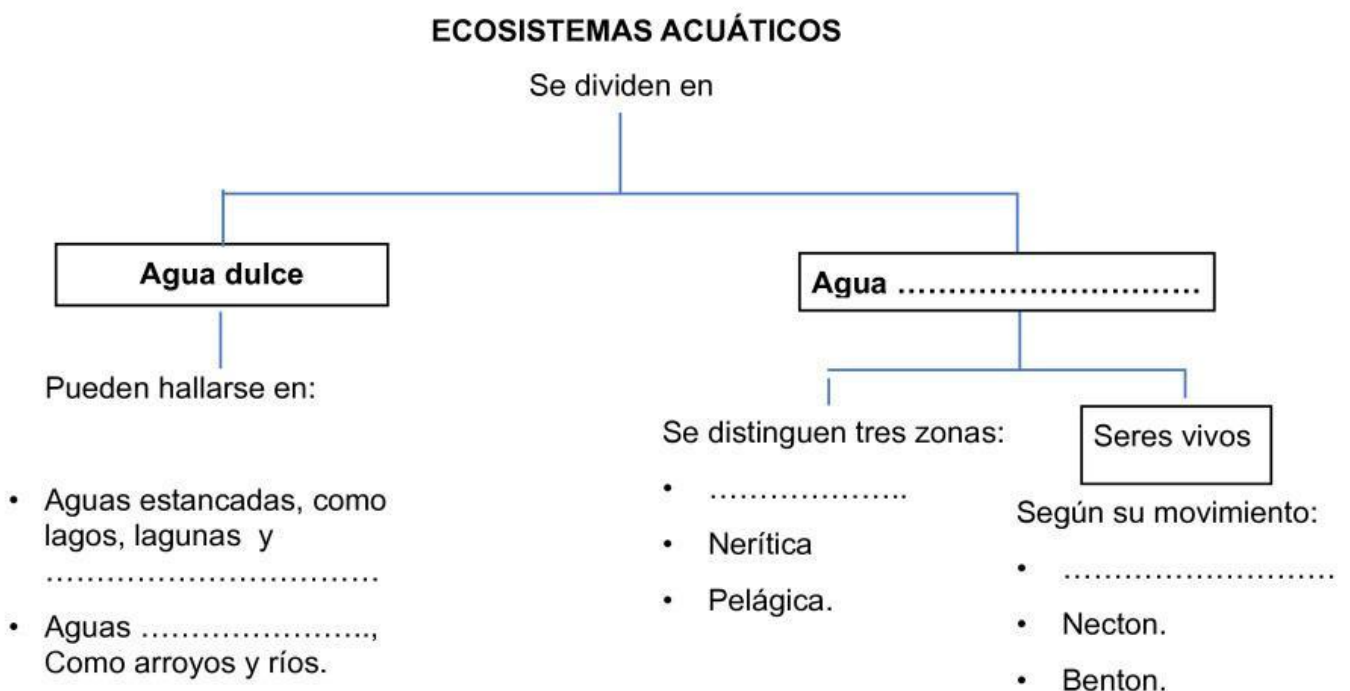 ECOSISTEMAS ACUÁTICOS
Se dividen en
Agua dulce
Pueden hallarse en:
• Aguas estancadas, como
lagos, lagunas y
……………………………
• Aguas …………………..,
Como arroyos y ríos.
Agua …………………………
Se distinguen tres zonas:
• ………………..
• Nerítica
• Pelágica.
Seres vivos
Según su movimiento:
• ………………………
• Necton.
• Benton.